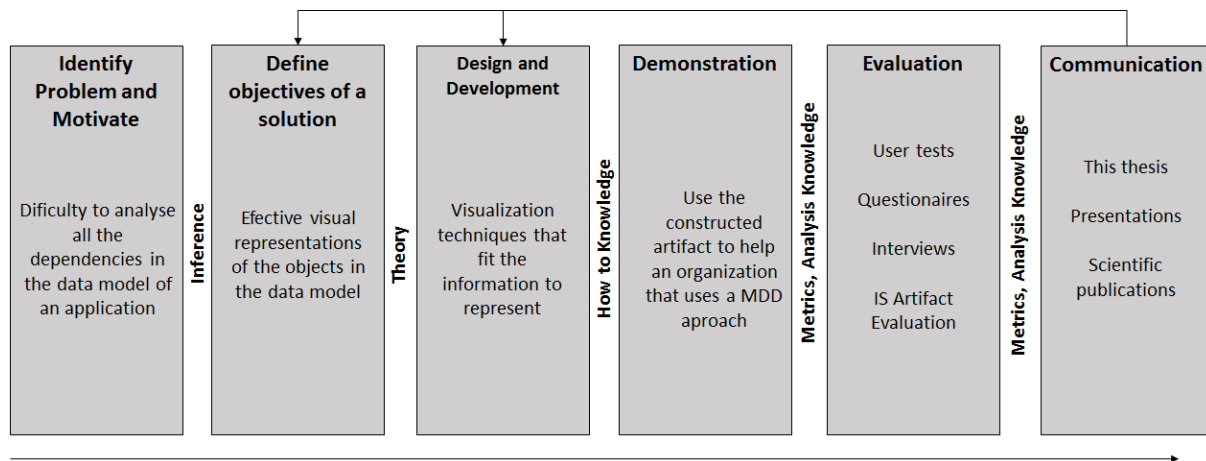 Identify
Problem and
Motivate
Dificulty to analyse
all the
dependencies in
the data model of
an application
Inference
Define
objectives of a
solution
Efective visual
representations
of the objects in
the data model
Theory
Design and
Development
Visualization
techniques that
fit the
information to
represent
How to Knowledge
Demonstration
Use the
constructed
artifact to help
an organization
that uses a MDD
aproach
Metrics, Analysis Knowledge
Evaluation
User tests
Questionaires
Interviews
IS Artifact
Evaluation
Metrics, Analysis Knowledge
Communication
This thesis
Presentations
Scientific
publications